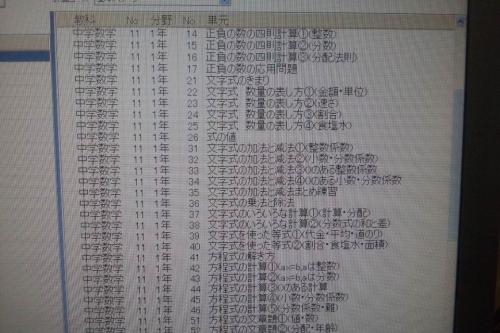 教科 No 分野 No 単元
中学数学 11 1年 14 正負の数の四則計算①(整数)
中学数学 11 1年 15 正負の数の四則計算②(分数)
中学数学 11 1年 16 正負の数の四則計算③(分配法則)
中学数学 11 1年 17 正負の数の応用問題
中学数学 11 1年 21 文字式のきまり
中学数学 11 1年 22 文字式 数量の表し方①(金額・単位)
中学数学 11 1年 23 文字式 数量の表し方②(速さ)
中学数学 11 1年 24 文字式 数量の表し方③(割合)
中学数学 11 1年 25 文字式 数量の表し方④(食塩水)
中学数学 11 1年 26 式の値
中学数学 11 1年 31 文字式の加法と減法①(整数係数)
中学数学 11 1年 32 文字式の加法と減法②(小数・分数係数)
中学数学 11 1年 33 文字式の加法と減法③()のある整数係数)
中学数学 11 1年 34 文字式の加法と減法④()のある小数・分数係数)
中学数学 11 1年 35 文字式の加法と減法まとめ練習
中学数学 11 1年 36 文字式の乗法と除法
中学数学 11 1年 37 文字式のいろいろな計算①(計算・分配)
中学数学 11 1年 38 文字式のいろいろな計算②(分数式の和と差)
中学数学 11 1年 39 文字を使った等式①(代金・平均・道のり)
中学数学 11 1年 40 文字を使った等式②(割合・食塩水・面積)
中学数学 11 1年 41 方程式の解き方
中学数学 11 1年 42 方程式の計算①(ax=b,aは整数)
中学数学 11 1年 43 方程式の計算②(ax=b,aは分数)
中学数学 11 1年 44 方程式の計算③()のある計算
中学数学 11 1年 45 方程式の計算④(小数・分数係数)
中学数学 11 1年 46 方程式の計算⑤(分数係数・難)
中学数学 11 1年 51 方程式の文章題①(値・数)
中学数学 11 1年 52 方程式の文章題②(分配・年齢)